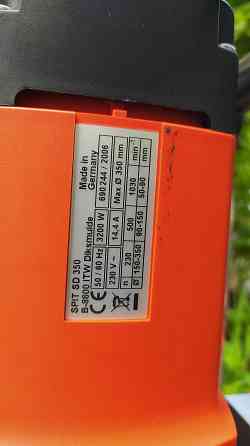 SPIT SD 350
B-8600 ITW Diksmuide
Made in
Germany
50 / 60 Hz 3200 W 690244 / 2006
230 V ~ 14,4 A Max Ø 350 mm
n 230 500 1030 min⁻¹
Ø 150-350 80-150 50-80 mm